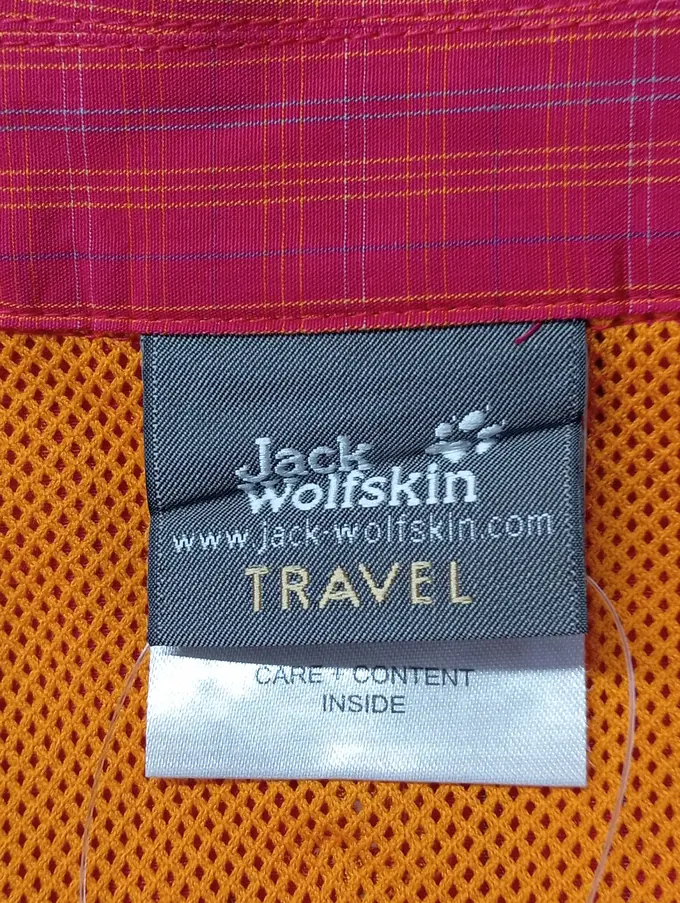 Jack
Wolfskin
www.jack-wolfskin.com
TRAVEL
CARE + CONTENT
INSIDE